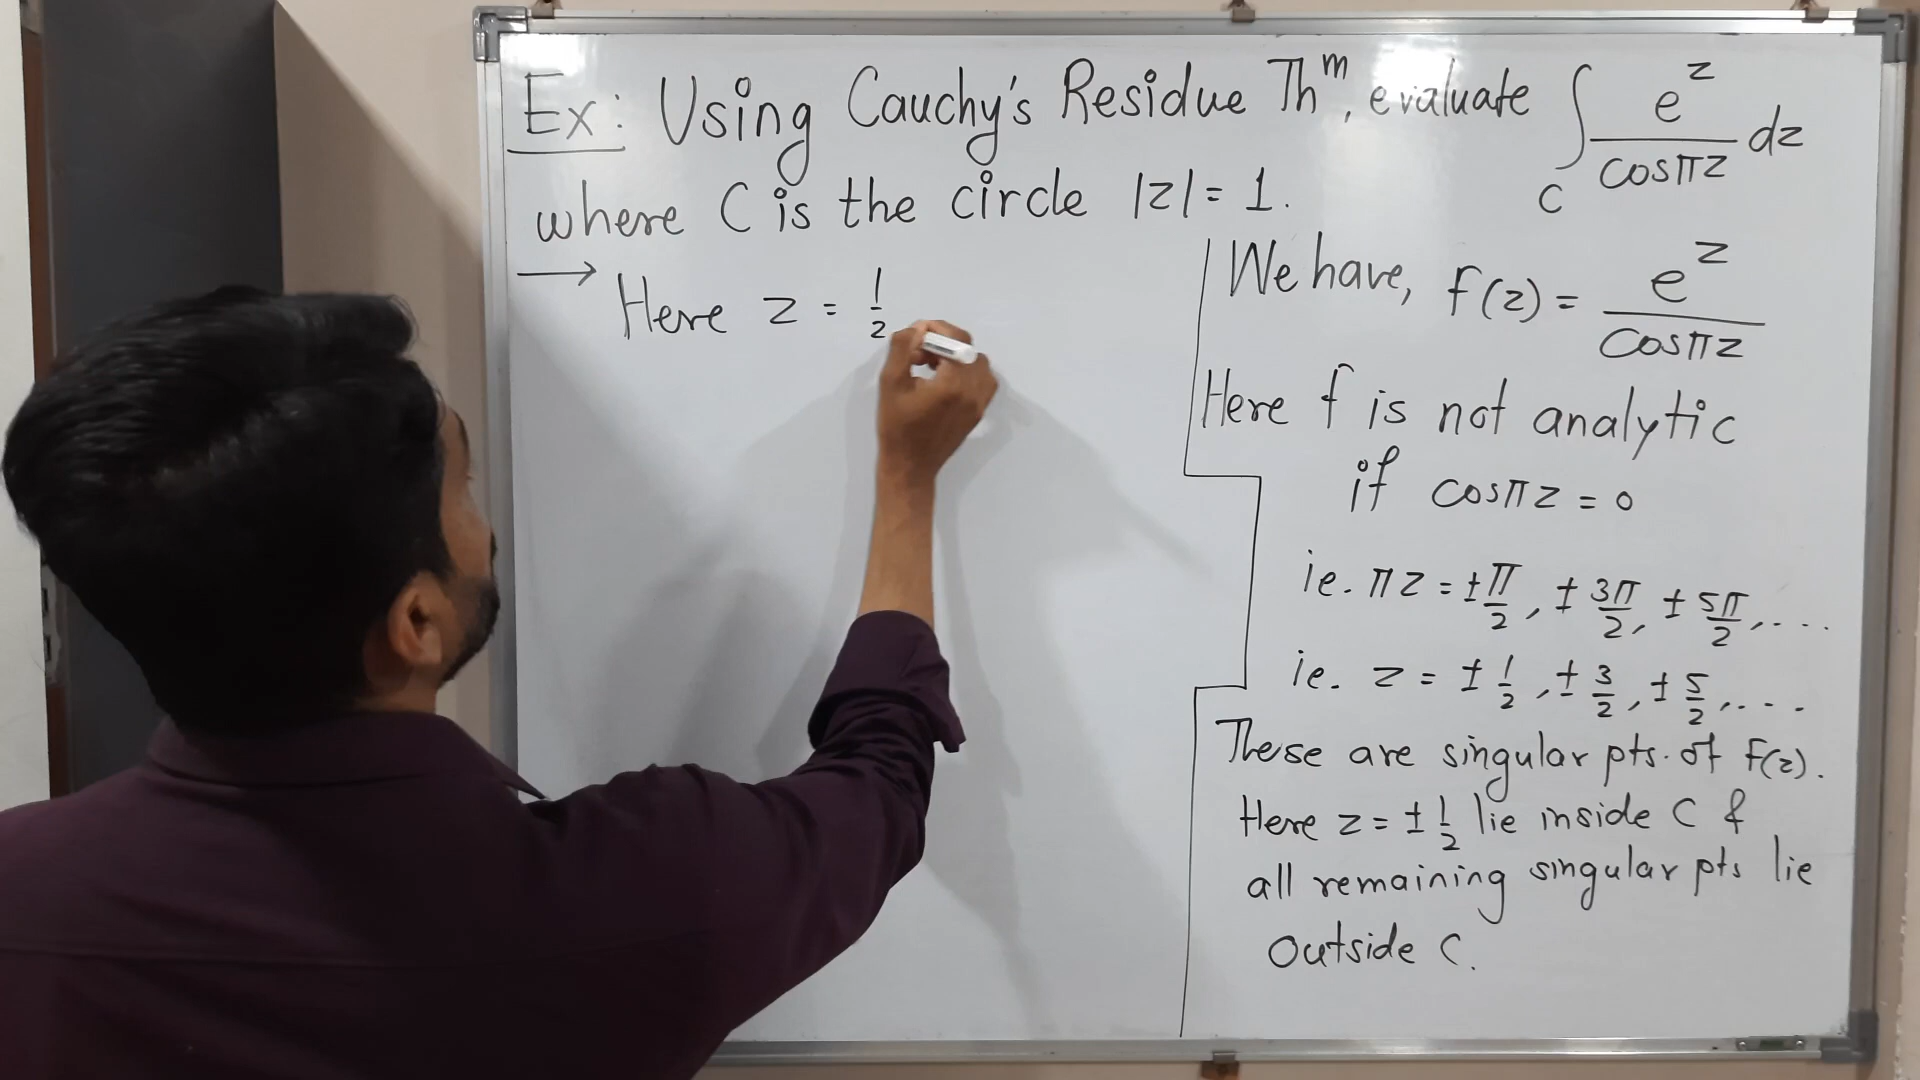 Ex: Using Cauchy's Residue Thᵐ, evaluate ∫_C e^z/cosπz dz
where C is the circle |z| = 1.
→ Here z = 1/2
We have, f(z) = e^z/cosπz
Here f is not analytic
if cosπz = 0
ie. πz = ±π/2, ±3π/2, ±5π/2, ....
ie. z = ±1/2, ±3/2, ±5/2, ....
These are singular pts. of f(z).
Here z = ±1/2 lie inside C &
all remaining singular pts lie
outside C.